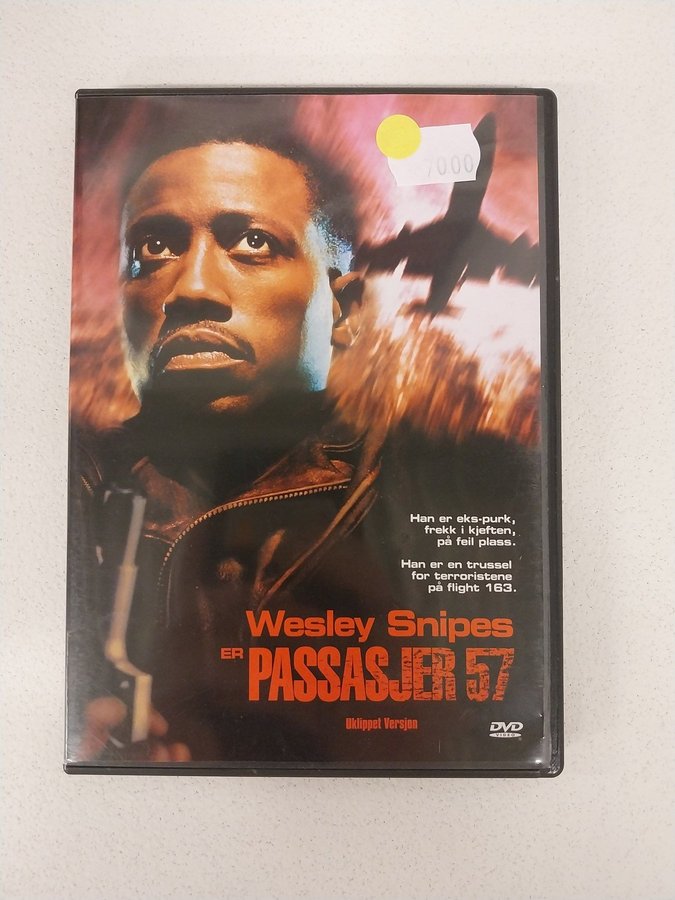 7000
Han er eks-purk,
frekk i kjeften,
på feil plass.
Han er en trussel
for terroristene
på flight 163.
Wesley Snipes
ER PASSASJER 57
Uklippet Versjon
DVD
VIDEO